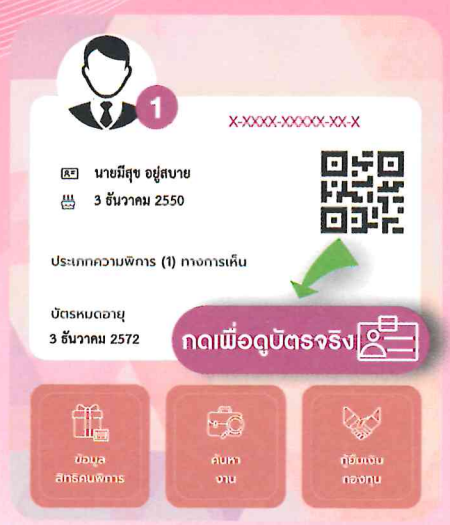 1
X-XXXX-XXXXX-XX-X
นายมีสุข อยู่สบาย
3 ธันวาคม 2550
ประเภทความพิการ (1) ทางการเห็น
บัตรหมดอายุ
3 ธันวาคม 2572
กดเพื่อดูบัตรจริง
ข้อมูล
สิทธิคนพิการ
ค้นหา
งาน
กู้ยืมเงิน
กองทุน